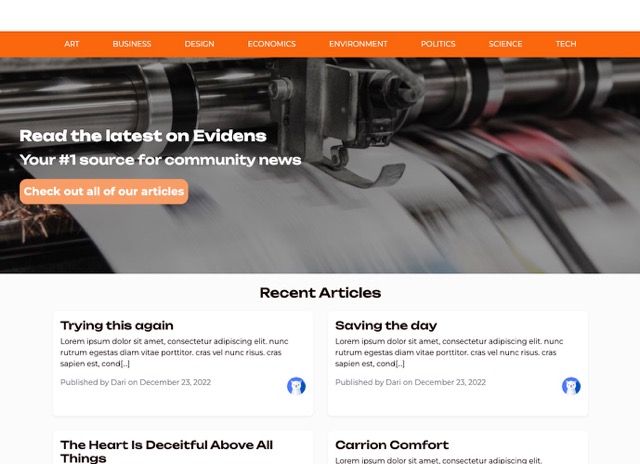 ART BUSINESS DESIGN ECONOMICS ENVIRONMENT POLITICS SCIENCE TECH
Read the latest on Evidens
Your #1 source for community news
Check out all of our articles
Recent Articles
Trying this again
Lorem ipsum dolor sit amet, consectetur adipiscing elit. nunc
rutrum egestas diam vitae porttitor. cras vel nunc risus. cras
sapien est, cond[...]
Published by Dari on December 23, 2022
Saving the day
Lorem ipsum dolor sit amet, consectetur adipiscing elit. nunc
rutrum egestas diam vitae porttitor. cras vel nunc risus. cras
sapien est, cond[...]
Published by Dari on December 23, 2022
The Heart Is Deceitful Above All
Things
Carrion Comfort
Lorem ipsum dolor sit amet, consectetur adipiscing elit.